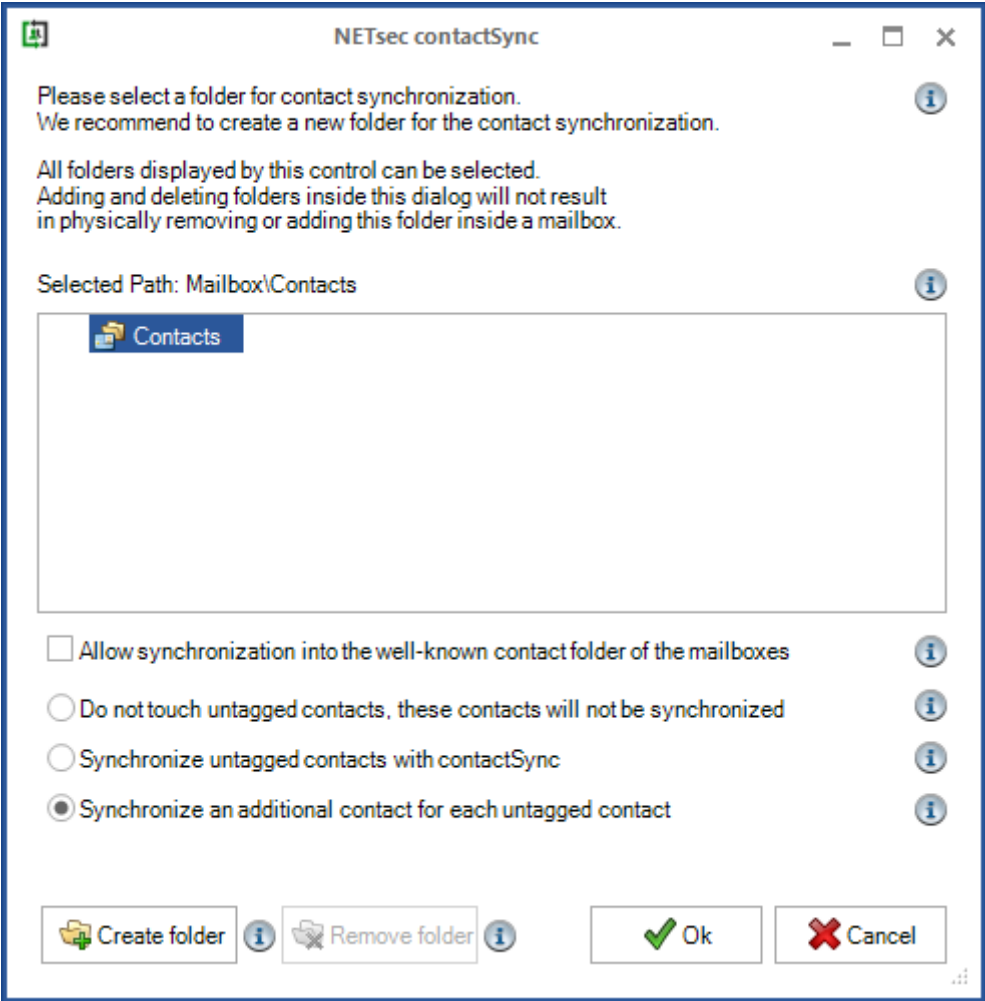 NETsec contactSync
Please select a folder for contact synchronization.
We recommend to create a new folder for the contact synchronization.
All folders displayed by this control can be selected.
Adding and deleting folders inside this dialog will not result
in physically removing or adding this folder inside a mailbox.
Selected Path: Mailbox\Contacts
Contacts
Allow synchronization into the well-known contact folder of the mailboxes
Do not touch untagged contacts, these contacts will not be synchronized
Synchronize untagged contacts with contactSync
Synchronize an additional contact for each untagged contact
Create folder Remove folder Ok Cancel